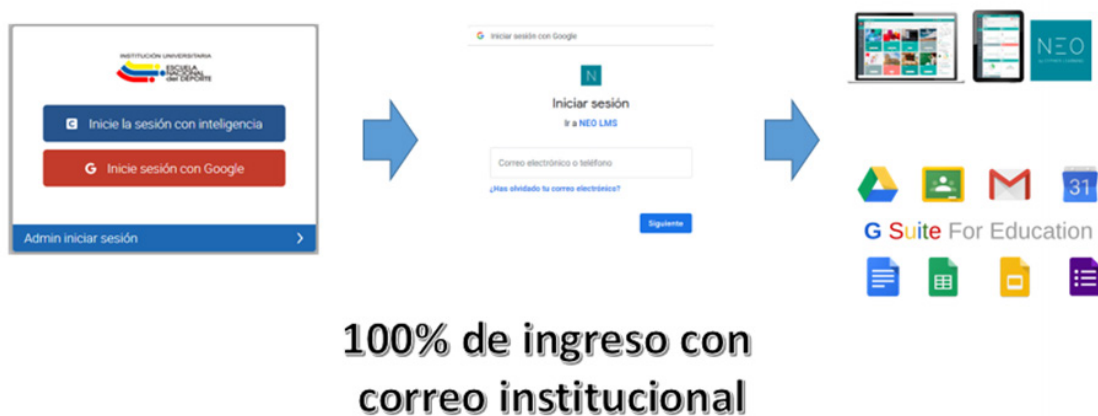 INSTITUCIÓN UNIVERSITARIA
ESCUELA
NACIONAL
del DEPORTE
Inicie la sesión con inteligencia
G Inicie sesión con Google
Admin iniciar sesión
G Iniciar sesión con Google
N
Iniciar sesión
Ir a NEO LMS
Correo electrónico o teléfono
¿Has olvidado tu correo electrónico?
Siguiente
NEO
31
G Suite For Education
100% de ingreso con
correo institucional